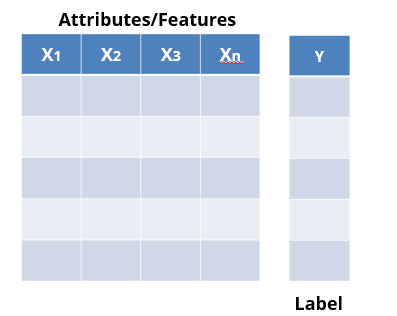 Attributes/Features
X1 X2 X3 Xn Y
Label